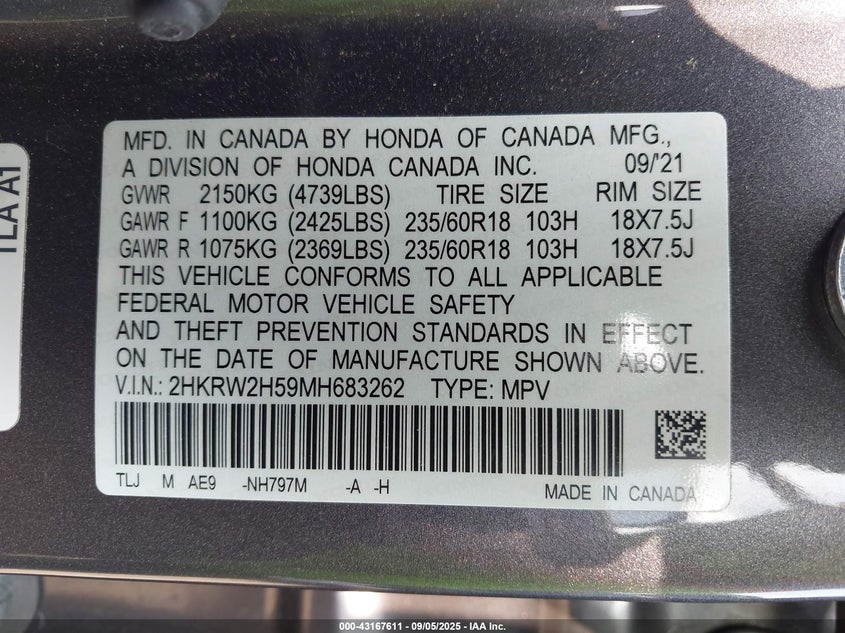 TLA A1
MFD. IN CANADA BY HONDA OF CANADA MFG.,
A DIVISION OF HONDA CANADA INC. 09/'21
GVWR 2150KG (4739LBS) TIRE SIZE RIM SIZE
GAWR F 1100KG (2425LBS) 235/60R18 103H 18X7.5J
GAWR R 1075KG (2369LBS) 235/60R18 103H 18X7.5J
THIS VEHICLE CONFORMS TO ALL APPLICABLE
FEDERAL MOTOR VEHICLE SAFETY
AND THEFT PREVENTION STANDARDS IN EFFECT
ON THE DATE OF MANUFACTURE SHOWN ABOVE.
V.I.N.: 2HKRW2H59MH683262 TYPE: MPV
TLJ M AE9 -NH797M -A -H MADE IN CANADA
000-43167611 - 09/05/2025 - IAA Inc.